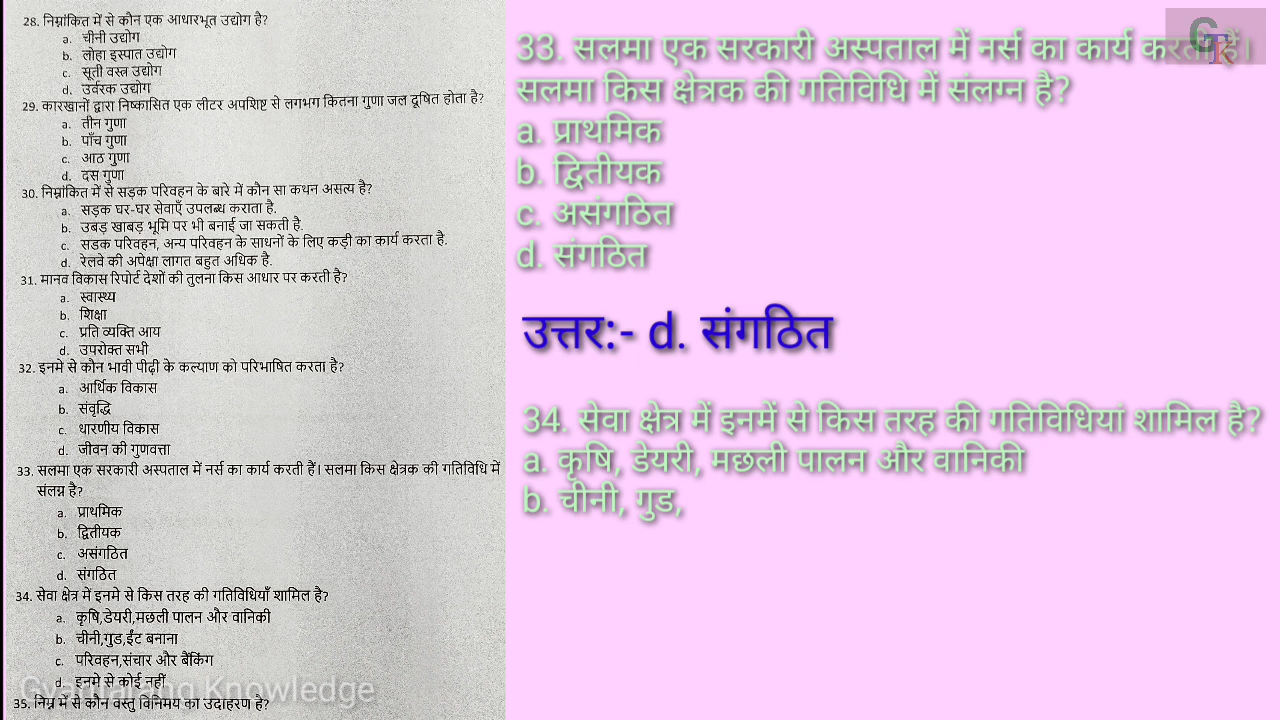 28. निम्नांकित में से कौन एक आधारभूत उद्योग है?
a. चीनी उद्योग
b. लोहा इस्पात उद्योग
c. सूती वस्त्र उद्योग
d. उर्वरक उद्योग
29. कारखानों द्वारा निष्कासित एक लीटर अपशिष्ट से लगभग कितना गुणा जल दूषित होता है?
a. तीन गुणा
b. पाँच गुणा
c. आठ गुणा
d. दस गुणा
30. निम्नांकित में से सड़क परिवहन के बारे में कौन सा कथन असत्य है?
a. सड़क घर-घर सेवाएँ उपलब्ध कराता है.
b. उबड़ खाबड़ भूमि पर भी बनाई जा सकती है.
c. सडक परिवहन, अन्य परिवहन के साधनों के लिए कड़ी का कार्य करता है.
d. रेलवे की अपेक्षा लागत बहुत अधिक है.
31. मानव विकास रिपोर्ट देशों की तुलना किस आधार पर करती है?
a. स्वास्थ्य
b. शिक्षा
c. प्रति व्यक्ति आय
d. उपरोक्त सभी
32. इनमे से कौन भावी पीढ़ी के कल्याण को परिभाषित करता है?
a. आर्थिक विकास
b. संवृद्धि
c. धारणीय विकास
d. जीवन की गुणवत्ता
33. सलमा एक सरकारी अस्पताल में नर्स का कार्य करती हैं। सलमा किस क्षेत्रक की गतिविधि में
संलग्न है?
a. प्राथमिक
b. द्वितीयक
c. असंगठित
d. संगठित
34. सेवा क्षेत्र में इनमे से किस तरह की गतिविधियाँ शामिल है?
a. कृषि,डेयरी,मछली पालन और वानिकी
b. चीनी,गुड,ईंट बनाना
c. परिवहन,संचार और बैंकिंग
d. इनमे से कोई नहीं
Gyantarang Knowledge
35. निम्न में से कौन वस्तु विनिमय का उदाहरण है?
GTK
33. सलमा एक सरकारी अस्पताल में नर्स का कार्य करती हैं।
सलमा किस क्षेत्रक की गतिविधि में संलग्न है?
a. प्राथमिक
b. द्वितीयक
c. असंगठित
d. संगठित
उत्तर:- d. संगठित
34. सेवा क्षेत्र में इनमें से किस तरह की गतिविधियां शामिल है?
a. कृषि, डेयरी, मछली पालन और वानिकी
b. चीनी, गुड,